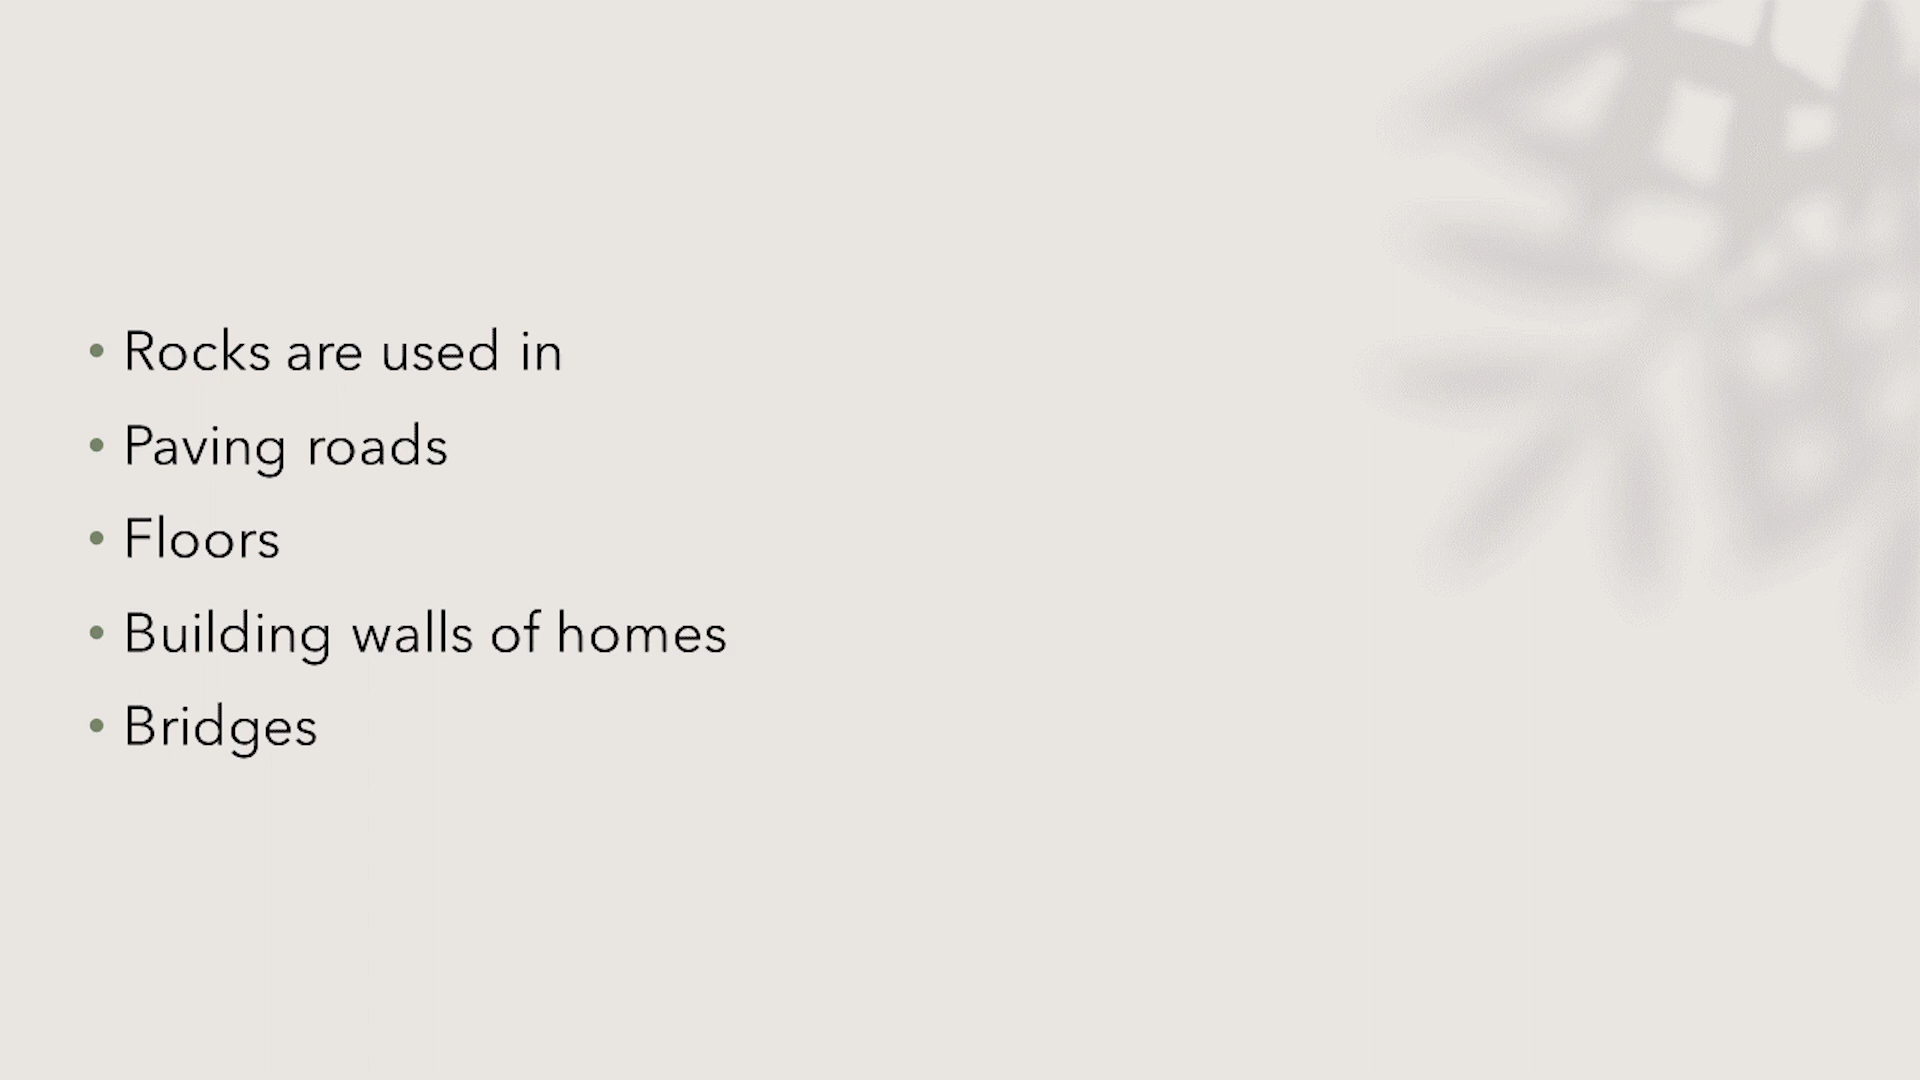 • Rocks are used in
• Paving roads
• Floors
• Building walls of homes
• Bridges